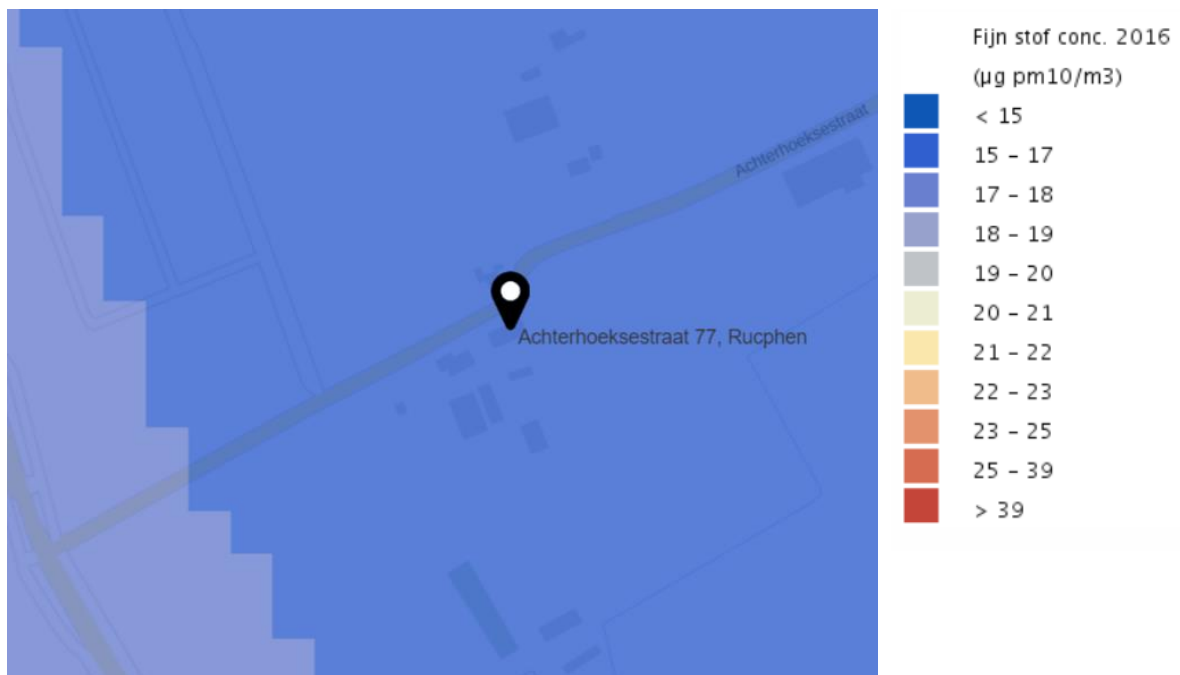 Achterhoeksestraat
Achterhoeksestraat 77, Rucphen
Fijn stof conc. 2016
(µg pm10/m3)
< 15
15 – 17
17 – 18
18 – 19
19 – 20
20 – 21
21 – 22
22 – 23
23 – 25
25 – 39
> 39